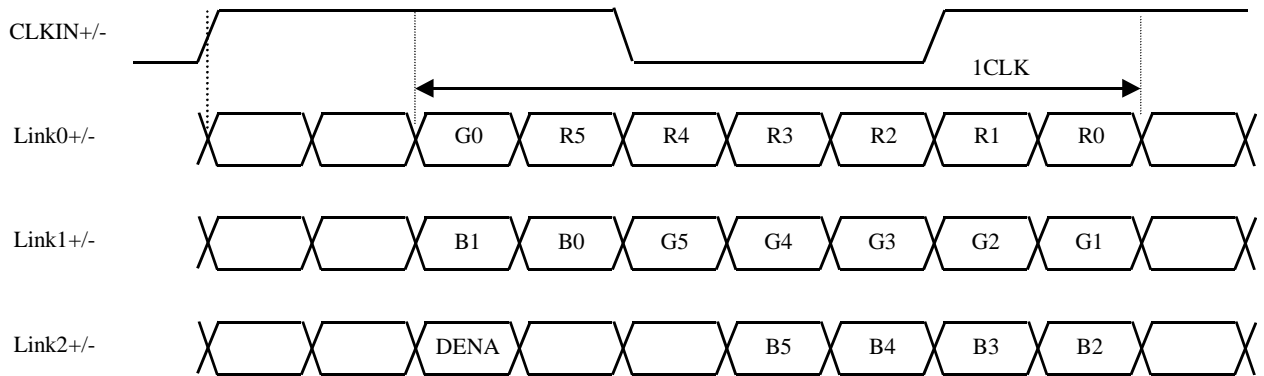 CLKIN+/-
1CLK
Link0+/- G0 R5 R4 R3 R2 R1 R0
Link1+/- B1 B0 G5 G4 G3 G2 G1
Link2+/- DENA B5 B4 B3 B2